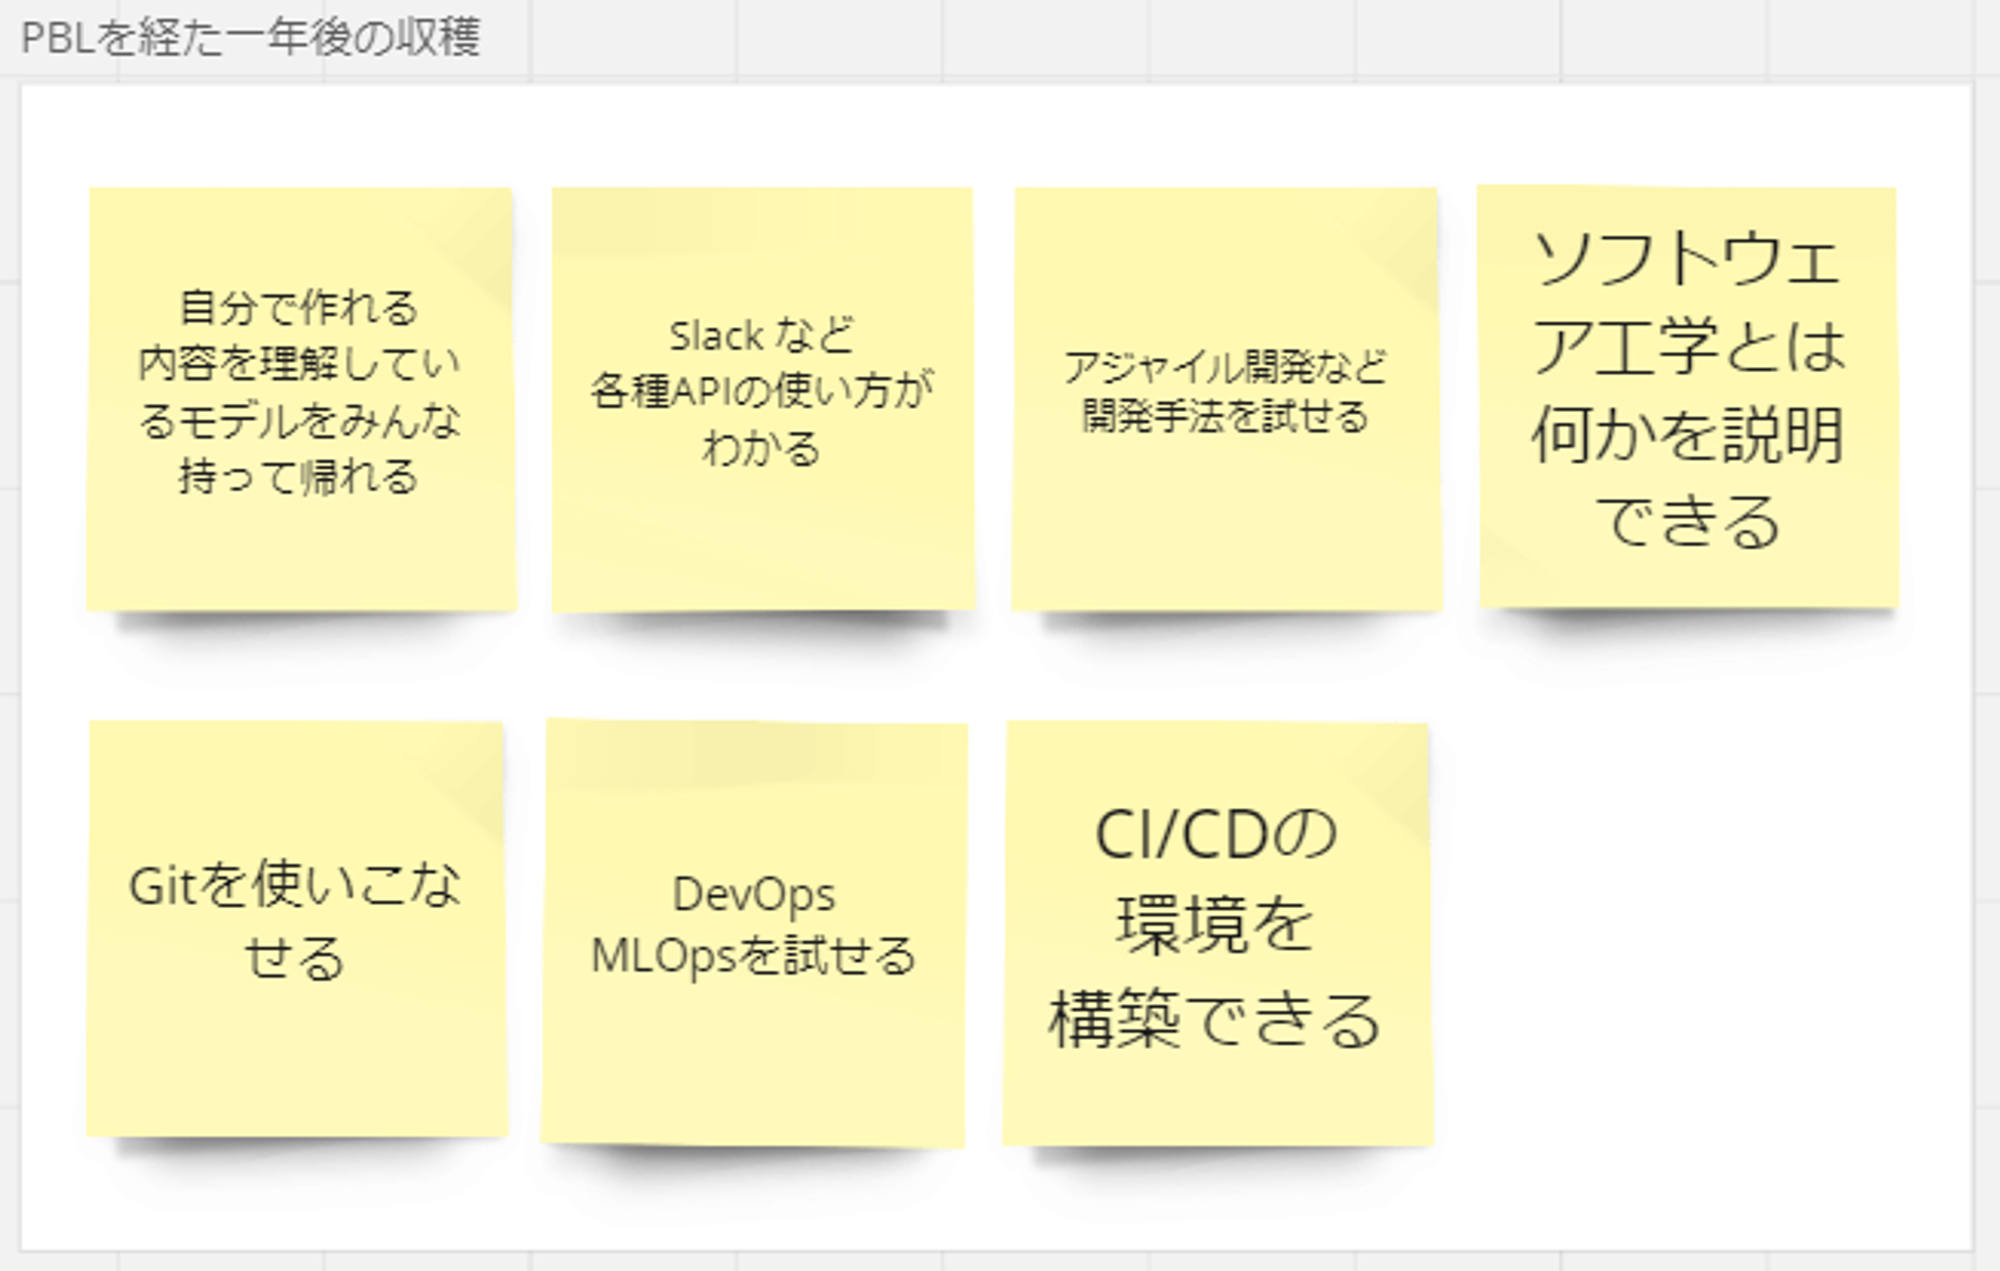 PBLを経た一年後の収穫
自分で作れる
内容を理解してい
るモデルをみんな
持って帰れる
Slack など
各種APIの使い方が
わかる
アジャイル開発など
開発手法を試せる
ソフトウェ
ア工学とは
何かを説明
できる
Gitを使いこな
せる
DevOps
MLOpsを試せる
CI/CDの
環境を
構築できる